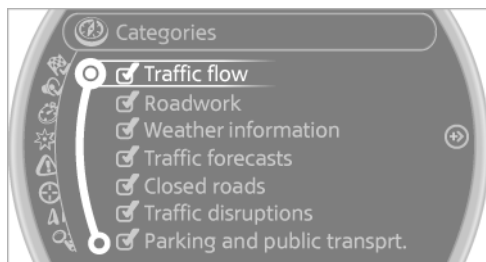 Categories
Traffic flow
Roadwork
Weather information
Traffic forecasts
Closed roads
Traffic disruptions
Parking and public transprt.